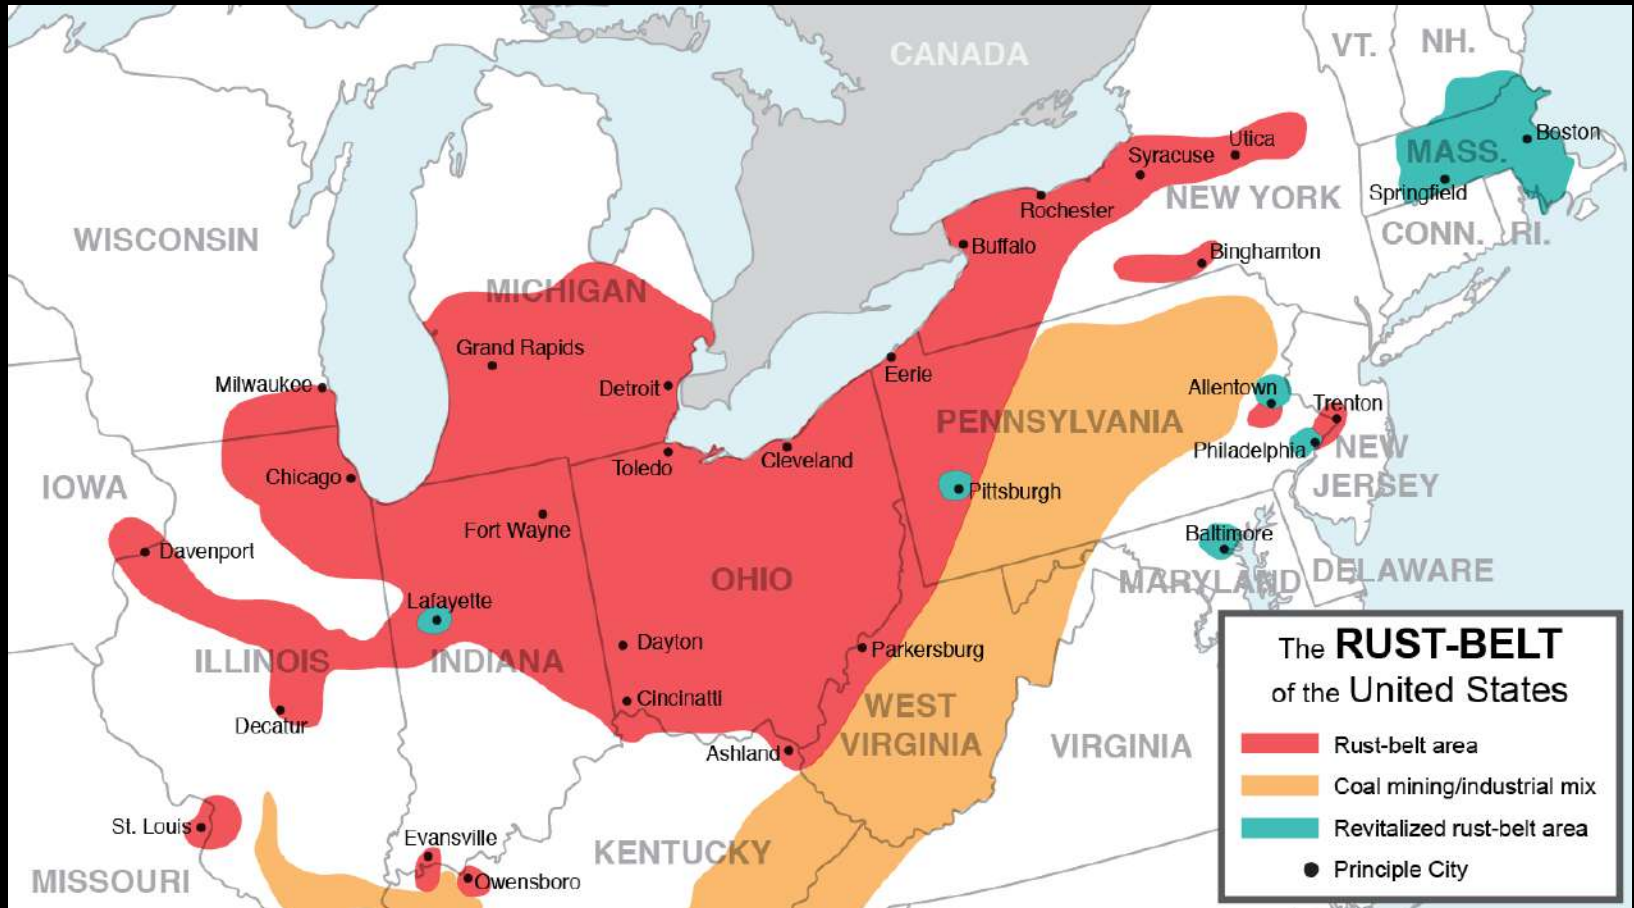 CANADA
VT.
NH.
Boston
MASS.
Springfield
CONN.
RI.
Utica
Syracuse
NEW YORK
Rochester
Buffalo
Binghamton
WISCONSIN
MICHIGAN
Grand Rapids
Milwaukee
Detroit
Eerie
Allentown
Trenton
PENNSYLVANIA
Philadelphia
NEW
JERSEY
Toledo
Cleveland
Chicago
IOWA
Pittsburgh
Fort Wayne
Davenport
Baltimore
OHIO
MARYLAND
DELAWARE
Lafayette
Dayton
Parkersburg
ILLINOIS
INDIANA
Cincinatti
WEST
VIRGINIA
Decatur
Ashland
VIRGINIA
St. Louis
Evansville
KENTUCKY
Owensboro
MISSOURI
The RUST-BELT
of the United States
Rust-belt area
Coal mining/industrial mix
Revitalized rust-belt area
Principle City